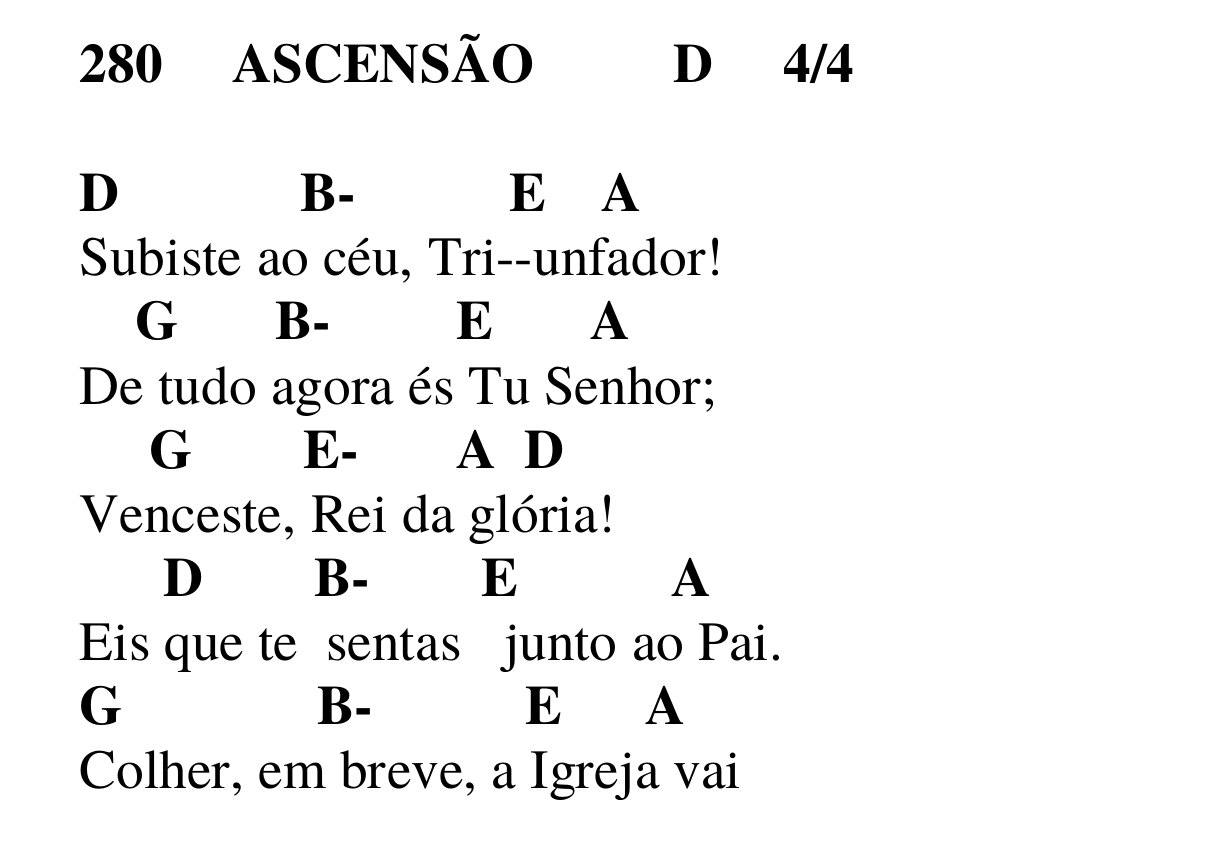 280 ASCENSÃO D 4/4
D B- E A
Subiste ao céu, Tri--unfador!
G B- E A
De tudo agora és Tu Senhor;
G E- A D
Venceste, Rei da glória!
D B- E A
Eis que te sentas junto ao Pai.
G B- E A
Colher, em breve, a Igreja vai